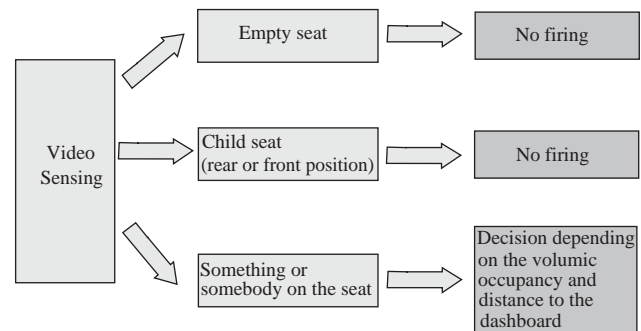 Empty seat
No firing
Video
Sensing
Child seat
(rear or front position)
No firing
Something or
somebody on the seat
Decision depending
on the volumic
occupancy and
distance to the
dashboard